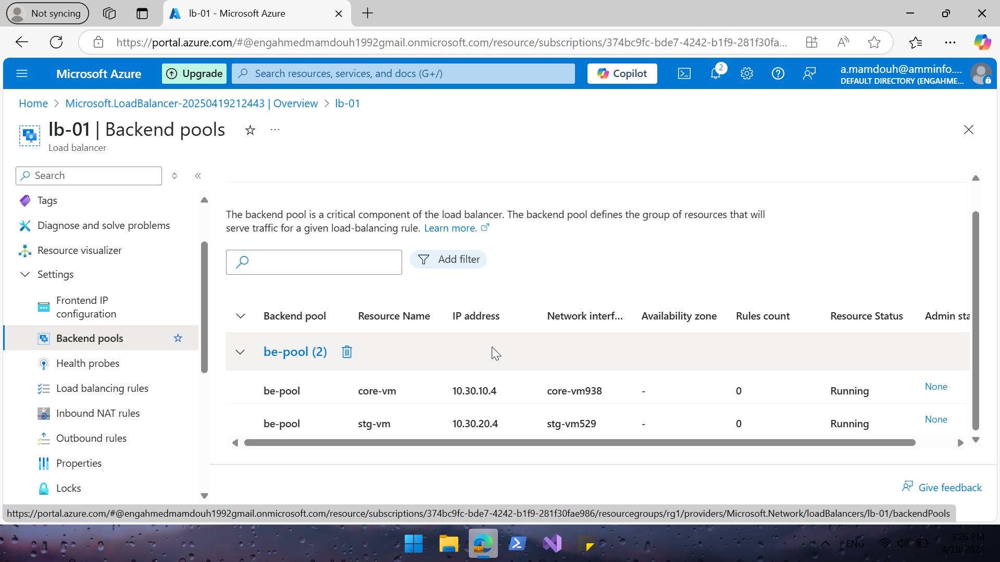 Not syncing
lb-01 - Microsoft Azure
https://portal.azure.com/#@engahmedmamdouh1992gmail.onmicrosoft.com/resource/subscriptions/374bc9fc-bde7-4242-b1f9-281f30fa...
Microsoft Azure
Upgrade
Search resources, services, and docs (G+/)
Copilot
2
a.mamdouh@amminfo....
DEFAULT DIRECTORY (ENGAHME...
Home > Microsoft.LoadBalancer-20250419212443 | Overview > lb-01
lb-01 | Backend pools
Load balancer
Search
Tags
Diagnose and solve problems
Resource visualizer
Settings
Frontend IP
configuration
Backend pools
Health probes
Load balancing rules
Inbound NAT rules
Outbound rules
Properties
Locks
The backend pool is a critical component of the load balancer. The backend pool defines the group of resources that will
serve traffic for a given load-balancing rule. Learn more.
Add filter
Backend pool Resource Name IP address Network interf... Availability zone Rules count Resource Status Admin sta
be-pool (2)
be-pool core-vm 10.30.10.4 core-vm938 - 0 Running None
be-pool stg-vm 10.30.20.4 stg-vm529 - 0 Running None
Give feedback
https://portal.azure.com/#@engahmedmamdouh1992gmail.onmicrosoft.com/resource/subscriptions/374bc9fc-bde7-4242-b1f9-281f30fae986/resourcegroups/rg1/providers/Microsoft.Network/loadBalancers/lb-01/backendPools
ENG
9:26 PM
4/19/2025